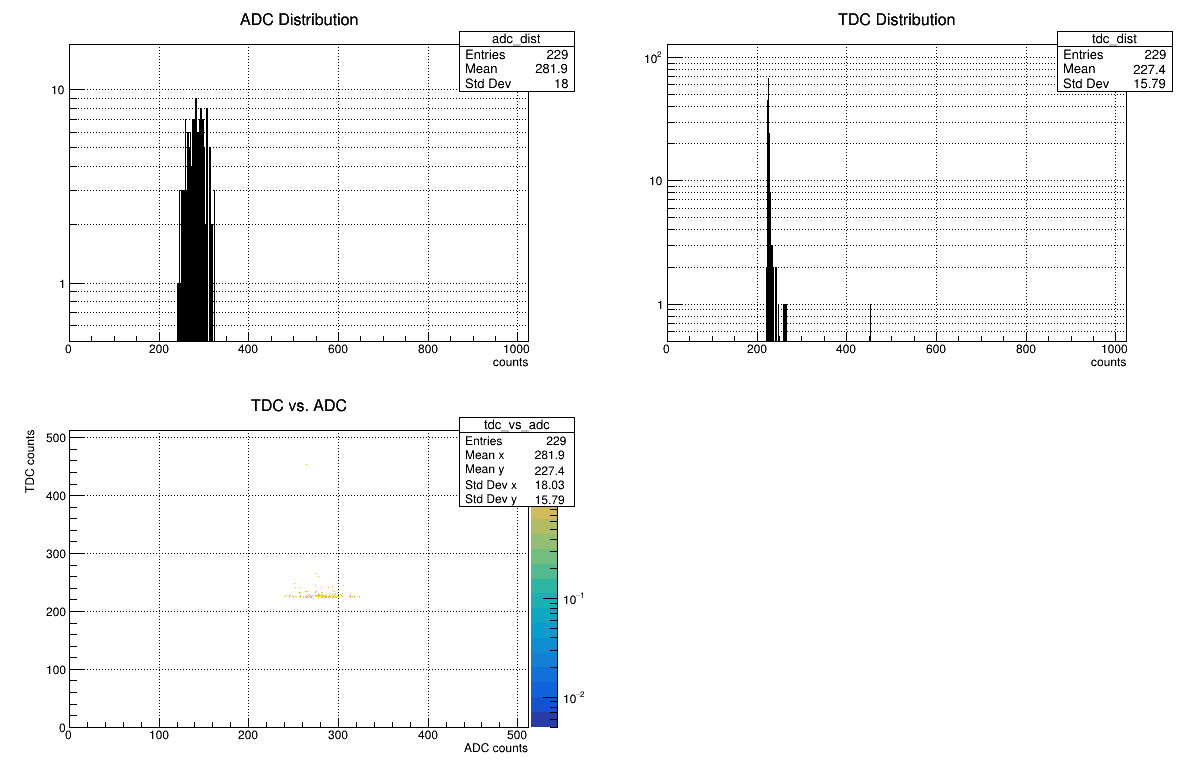 ADC Distribution
adc_dist
Entries 229
Mean 281.9
Std Dev 18
10
1
0 200 400 600 800 1000
counts
TDC Distribution
tdc_dist
Entries 229
Mean 227.4
Std Dev 15.79
10²
10
1
0 200 400 600 800 1000
counts
TDC vs. ADC
tdc_vs_adc
Entries 229
Mean x 281.9
Mean y 227.4
Std Dev x 18.03
Std Dev y 15.79
TDC counts
500
400
300
200
100
0
0 100 200 300 400 500
ADC counts
10⁻¹
10⁻²